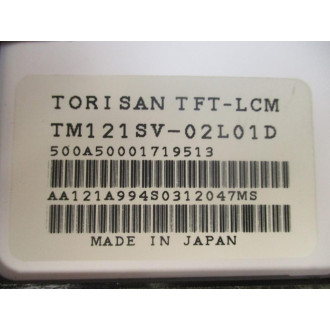 TORISAN TFT-LCM
TM121SV-02L01D
500A50001719513
AA121A994S0312047MS
MADE IN JAPAN